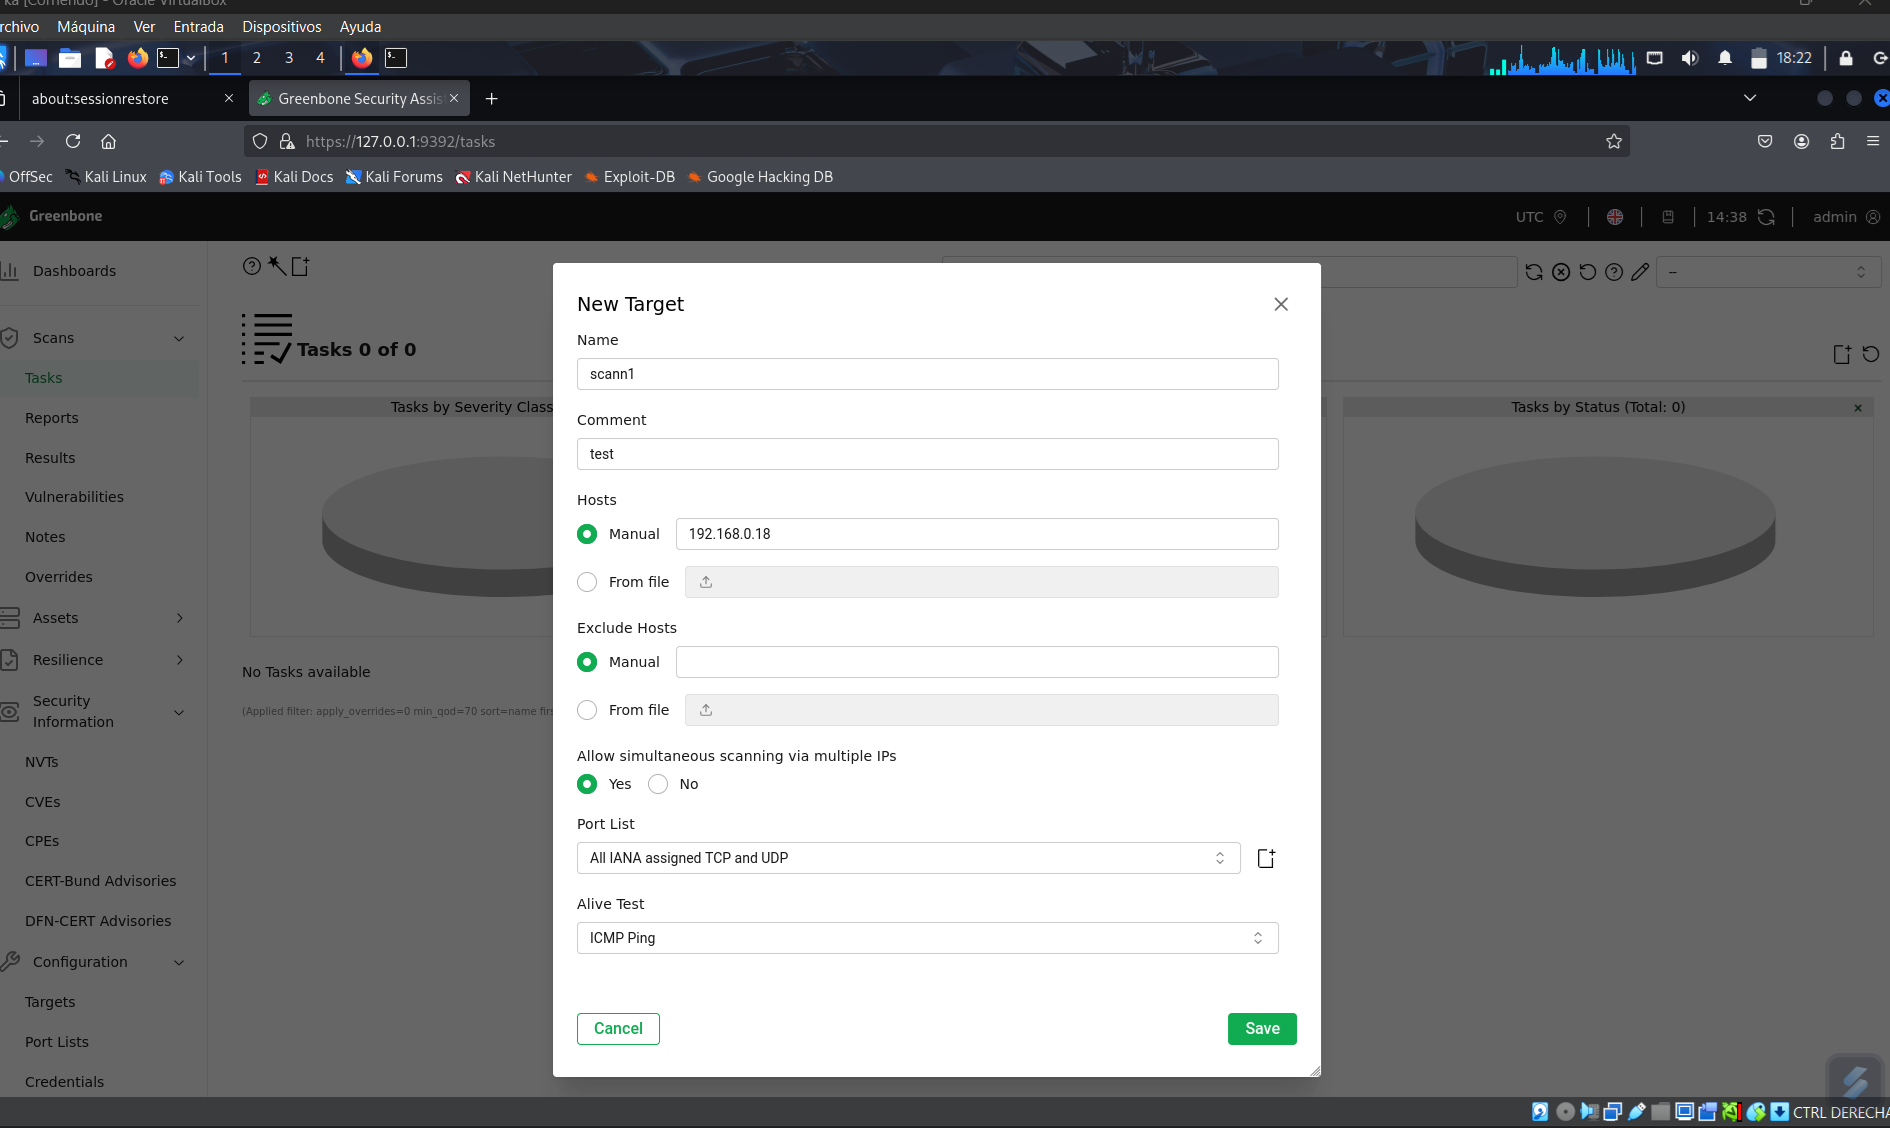 ka [Corriendo] - Oracle VirtualBox
rchivo Máquina Ver Entrada Dispositivos Ayuda
1 2 3 4 18:22
about:sessionrestore Greenbone Security Assis
https://127.0.0.1:9392/tasks
OffSec Kali Linux Kali Tools Kali Docs Kali Forums Kali NetHunter Exploit-DB Google Hacking DB
Greenbone UTC 14:38 admin
Dashboards
--
Scans
Tasks 0 of 0
Tasks
Reports
Results
Vulnerabilities
Notes
Overrides
Assets
Resilience
Security
Information
NVTs
CVEs
CPEs
CERT-Bund Advisories
DFN-CERT Advisories
Configuration
Targets
Port Lists
Credentials
Tasks by Severity Class
Tasks by Status (Total: 0)
No Tasks available
(Applied filter: apply_overrides=0 min_qod=70 sort=name firs
New Target
Name
scann1
Comment
test
Hosts
Manual 192.168.0.18
From file
Exclude Hosts
Manual
From file
Allow simultaneous scanning via multiple IPs
Yes No
Port List
All IANA assigned TCP and UDP
Alive Test
ICMP Ping
Cancel Save
CTRL DERECHA